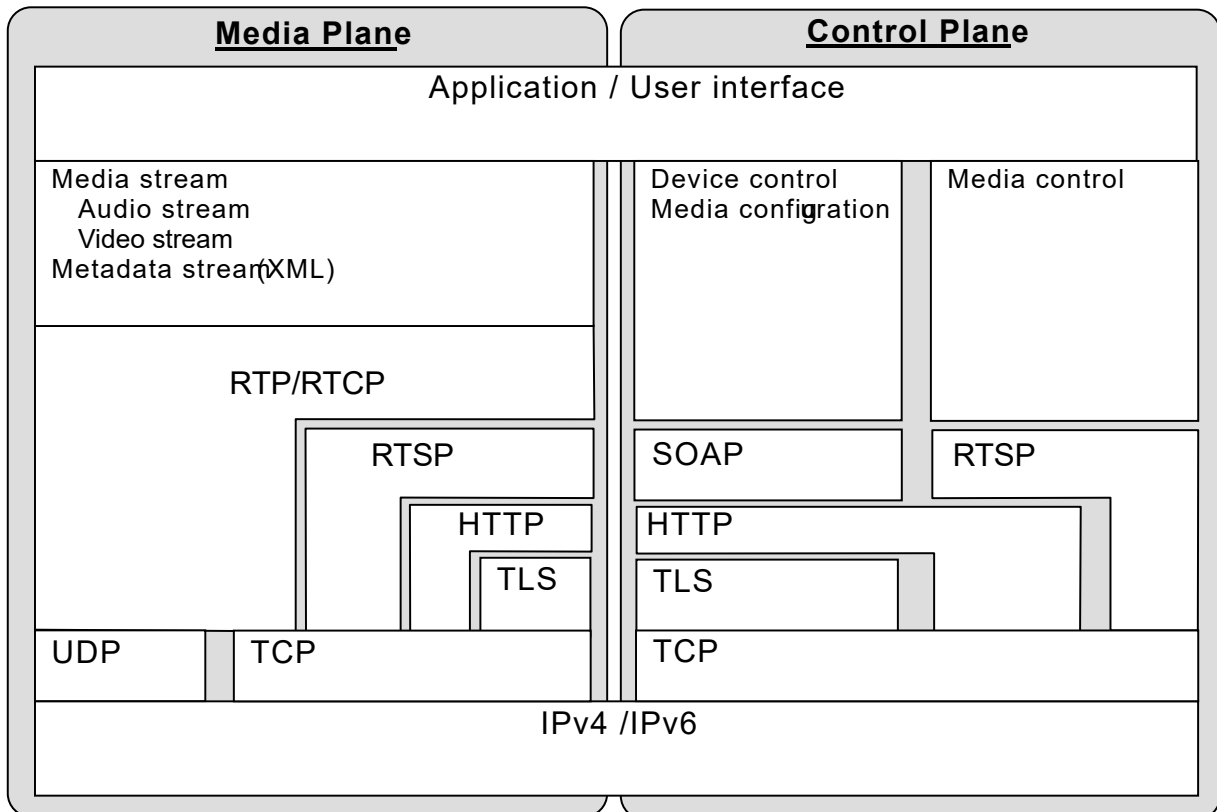 Media Plane
Control Plane
Application / User interface
Media stream
Audio stream
Video stream
Metadata stream(XML)
Device control
Media configuration
Media control
RTP/RTCP
RTSP
SOAP
RTSP
HTTP
HTTP
TLS
TLS
UDP
TCP
TCP
IPv4 /IPv6